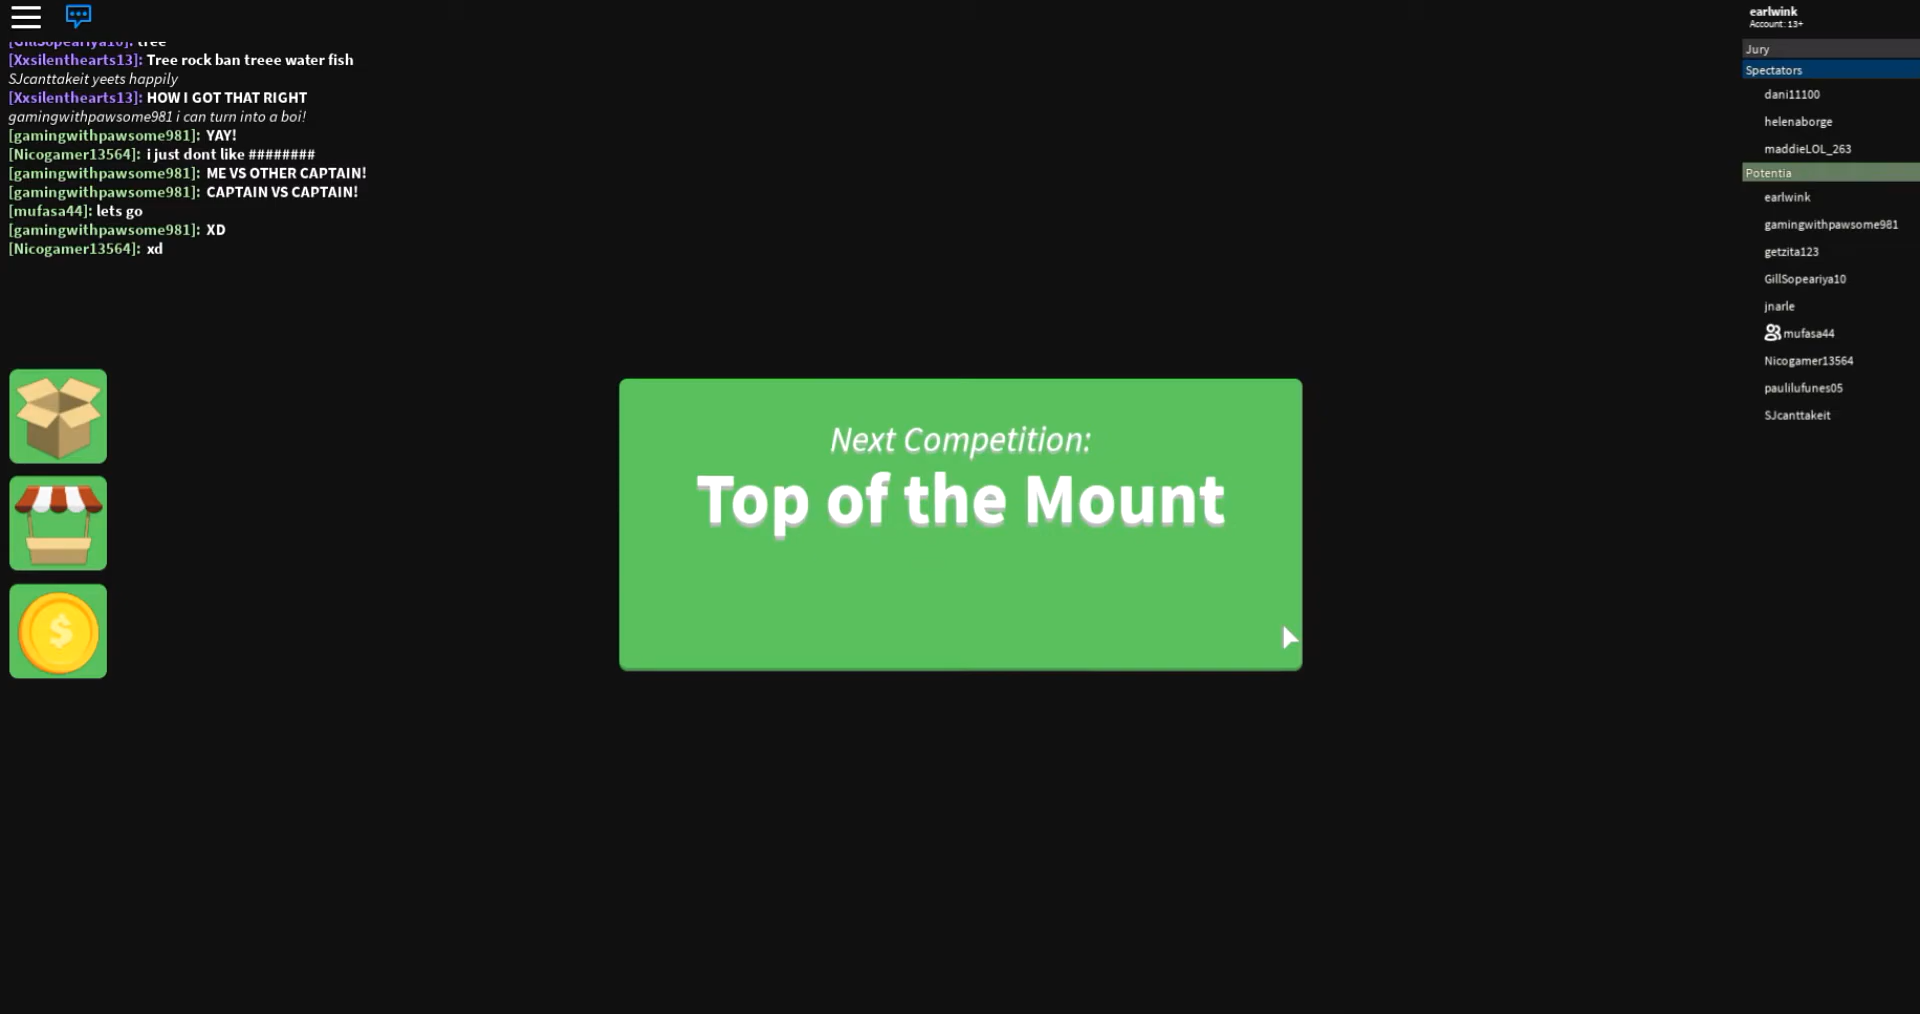 [GillSopeariya10]: tree
[Xxsilenthearts13]: Tree rock ban treee water fish
SJcanttakeit yeets happily
[Xxsilenthearts13]: HOW I GOT THAT RIGHT
gamingwithpawsome981 i can turn into a boi!
[gamingwithpawsome981]: YAY!
[Nicogamer13564]: i just dont like ########
[gamingwithpawsome981]: ME VS OTHER CAPTAIN!
[gamingwithpawsome981]: CAPTAIN VS CAPTAIN!
[mufasa44]: lets go
[gamingwithpawsome981]: XD
[Nicogamer13564]: xd
Next Competition:
Top of the Mount
$
earlwink
Account: 13+
Jury
Spectators
dani11100
helenaborge
maddieLOL_263
Potentia
earlwink
gamingwithpawsome981
getzita123
GillSopeariya10
jnarle
mufasa44
Nicogamer13564
paulilufunes05
SJcanttakeit